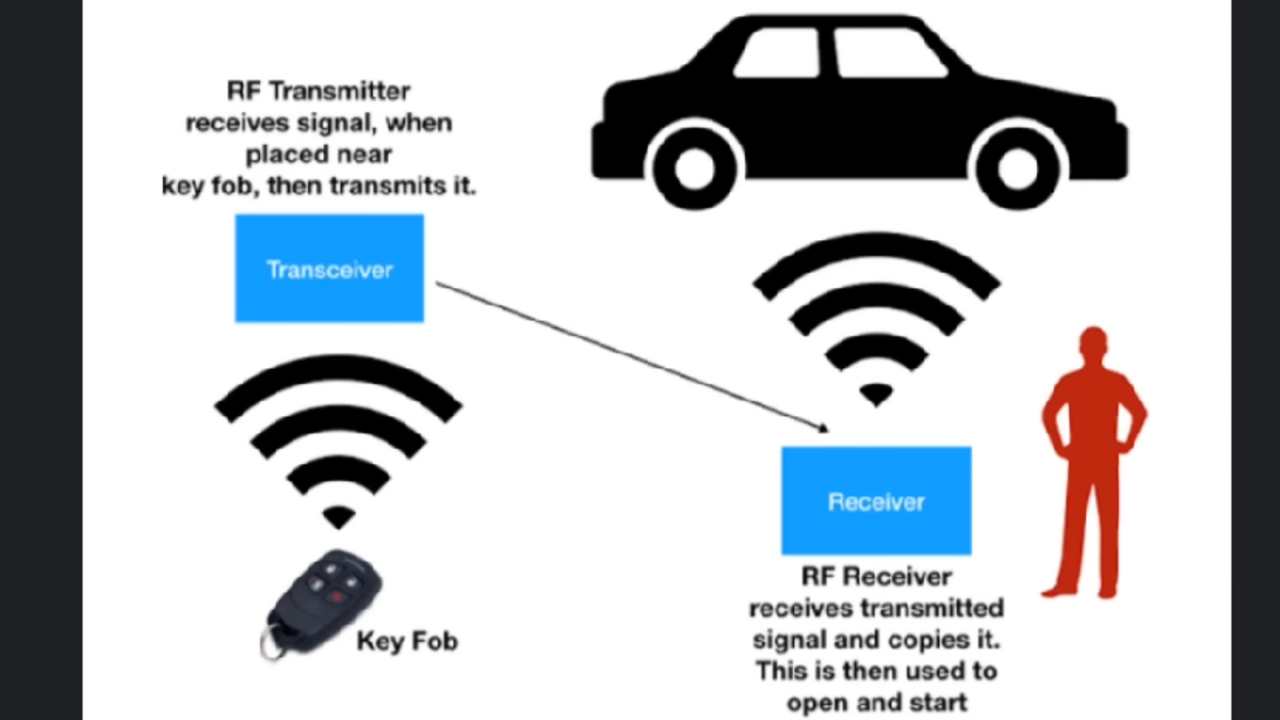 RF Transmitter
receives signal, when
placed near
key fob, then transmits it.
Transceiver
Receiver
Key Fob
RF Receiver
receives transmitted
signal and copies it.
This is then used to
open and start